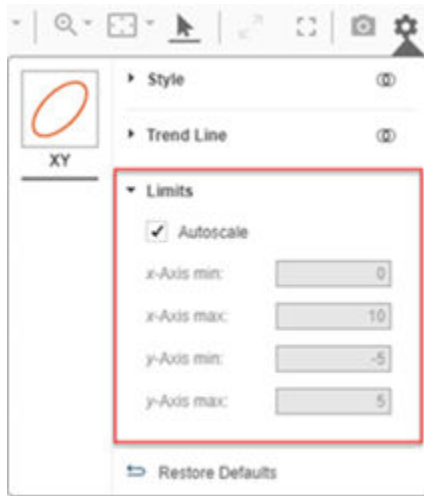 Style
Trend Line
XY
Limits
Autoscale
x-Axis min: 0
x-Axis max: 10
y-Axis min: -5
y-Axis max: 5
Restore Defaults